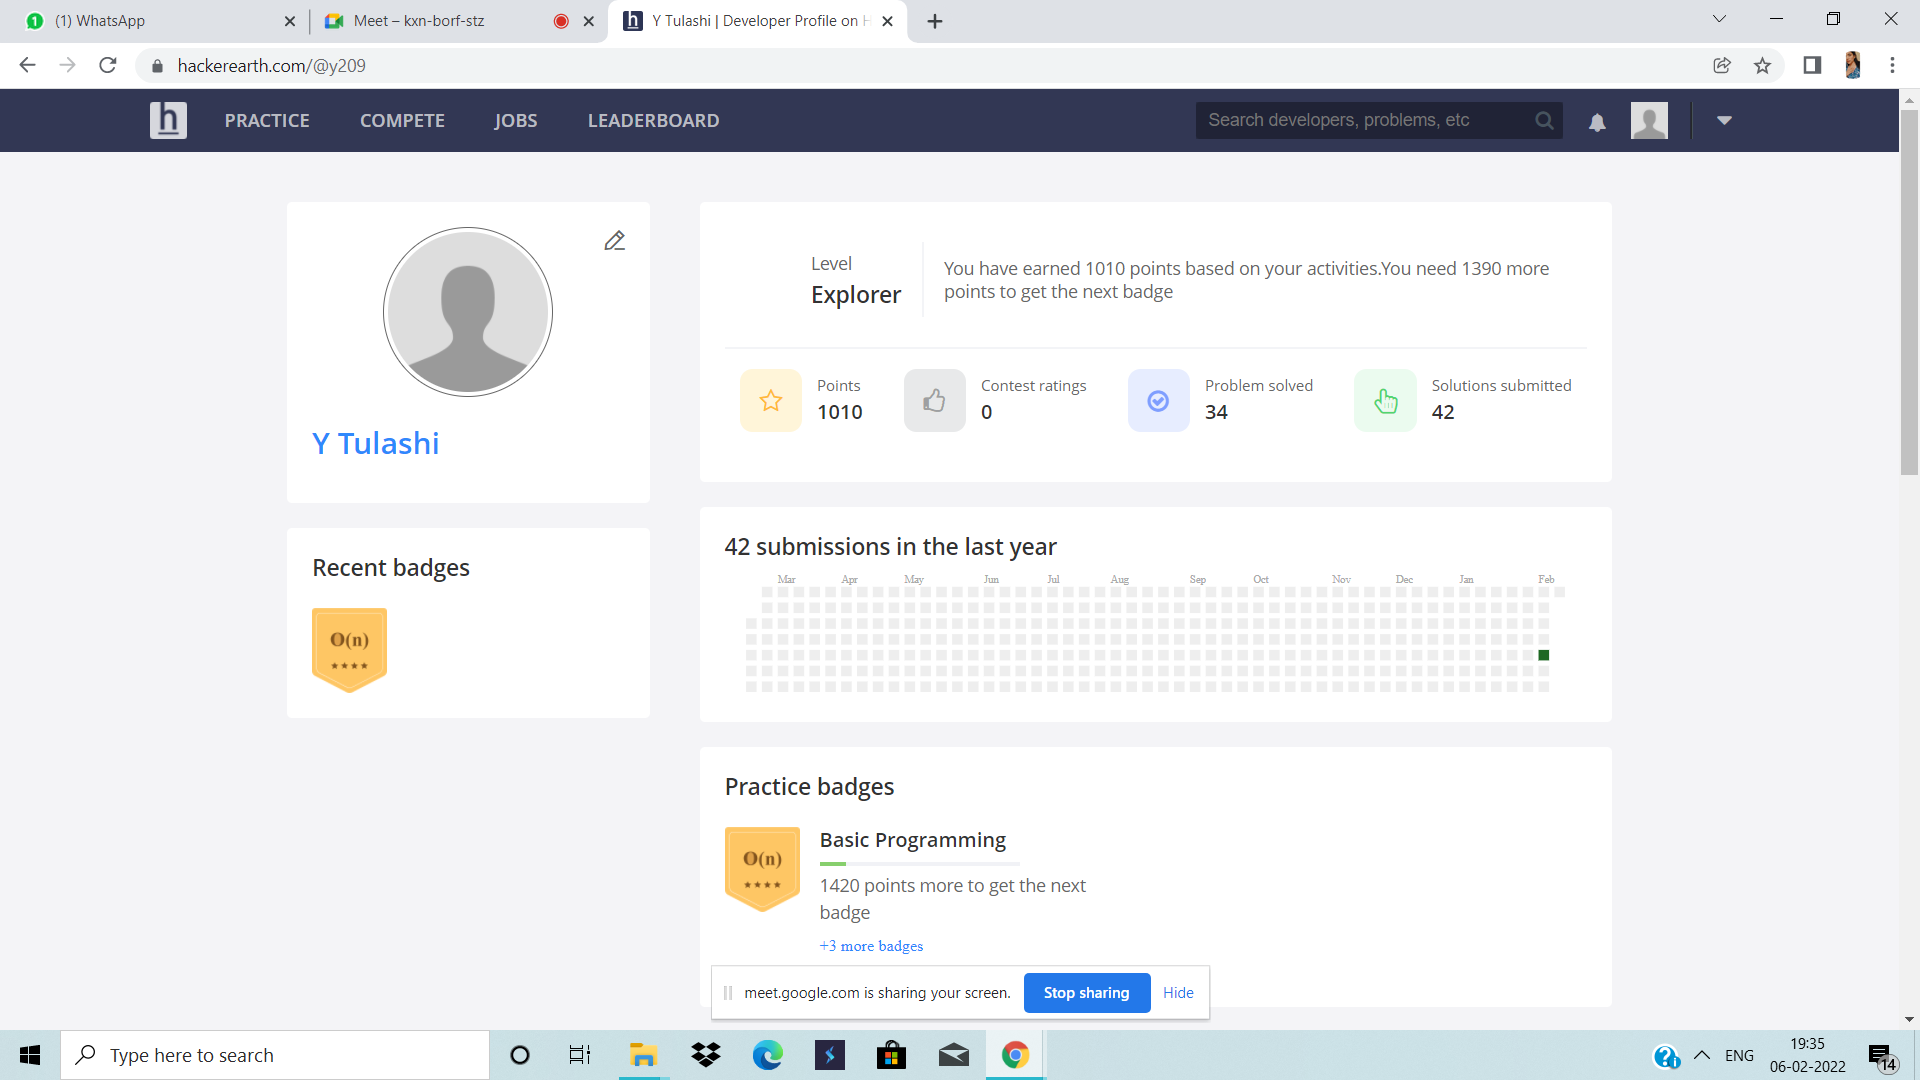 (1) WhatsApp
Meet – kxn-borf-stz
Y Tulashi | Developer Profile on H
hackerearth.com/@y209
h PRACTICE COMPETE JOBS LEADERBOARD
Search developers, problems, etc
Y Tulashi
Recent badges
O(n)
Level
Explorer
You have earned 1010 points based on your activities.You need 1390 more
points to get the next badge
Points
1010
Contest ratings
0
Problem solved
34
Solutions submitted
42
42 submissions in the last year
Mar Apr May Jun Jul Aug Sep Oct Nov Dec Jan Feb
Practice badges
O(n)
Basic Programming
1420 points more to get the next
badge
+3 more badges
meet.google.com is sharing your screen.
Stop sharing
Hide
Type here to search
ENG
19:35
06-02-2022
14